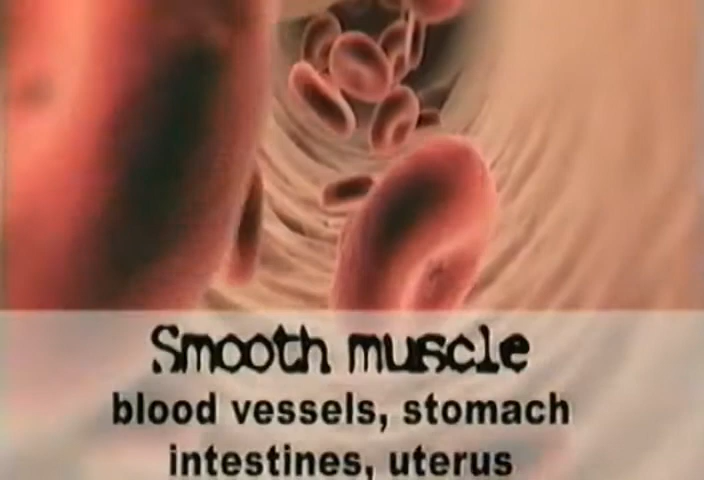 Smooth muscle
blood vessels, stomach
intestines, uterus